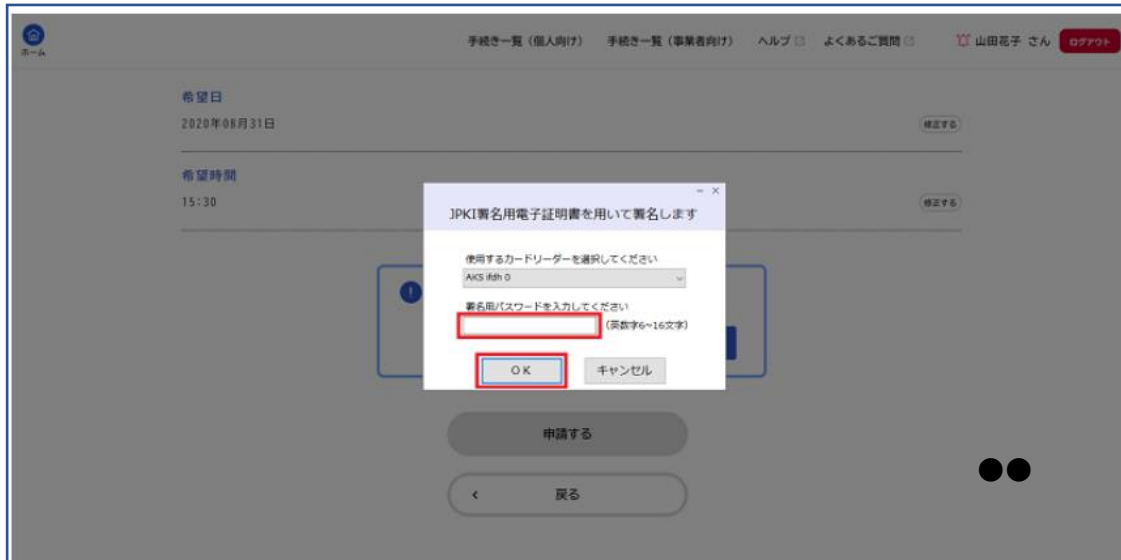 手続き一覧（個人向け） 手続き一覧（事業者向け） ヘルプ よくあるご質問 山田花子 さん ログアウト
ホーム
希望日
2020年08月31日 修正する
希望時間
15:30 修正する
JPKI署名用電子証明書を用いて署名します
使用するカードリーダーを選択してください
AKS ifdh 0
署名用パスワードを入力してください
（英数字6~16文字）
OK キャンセル
申請する
戻る